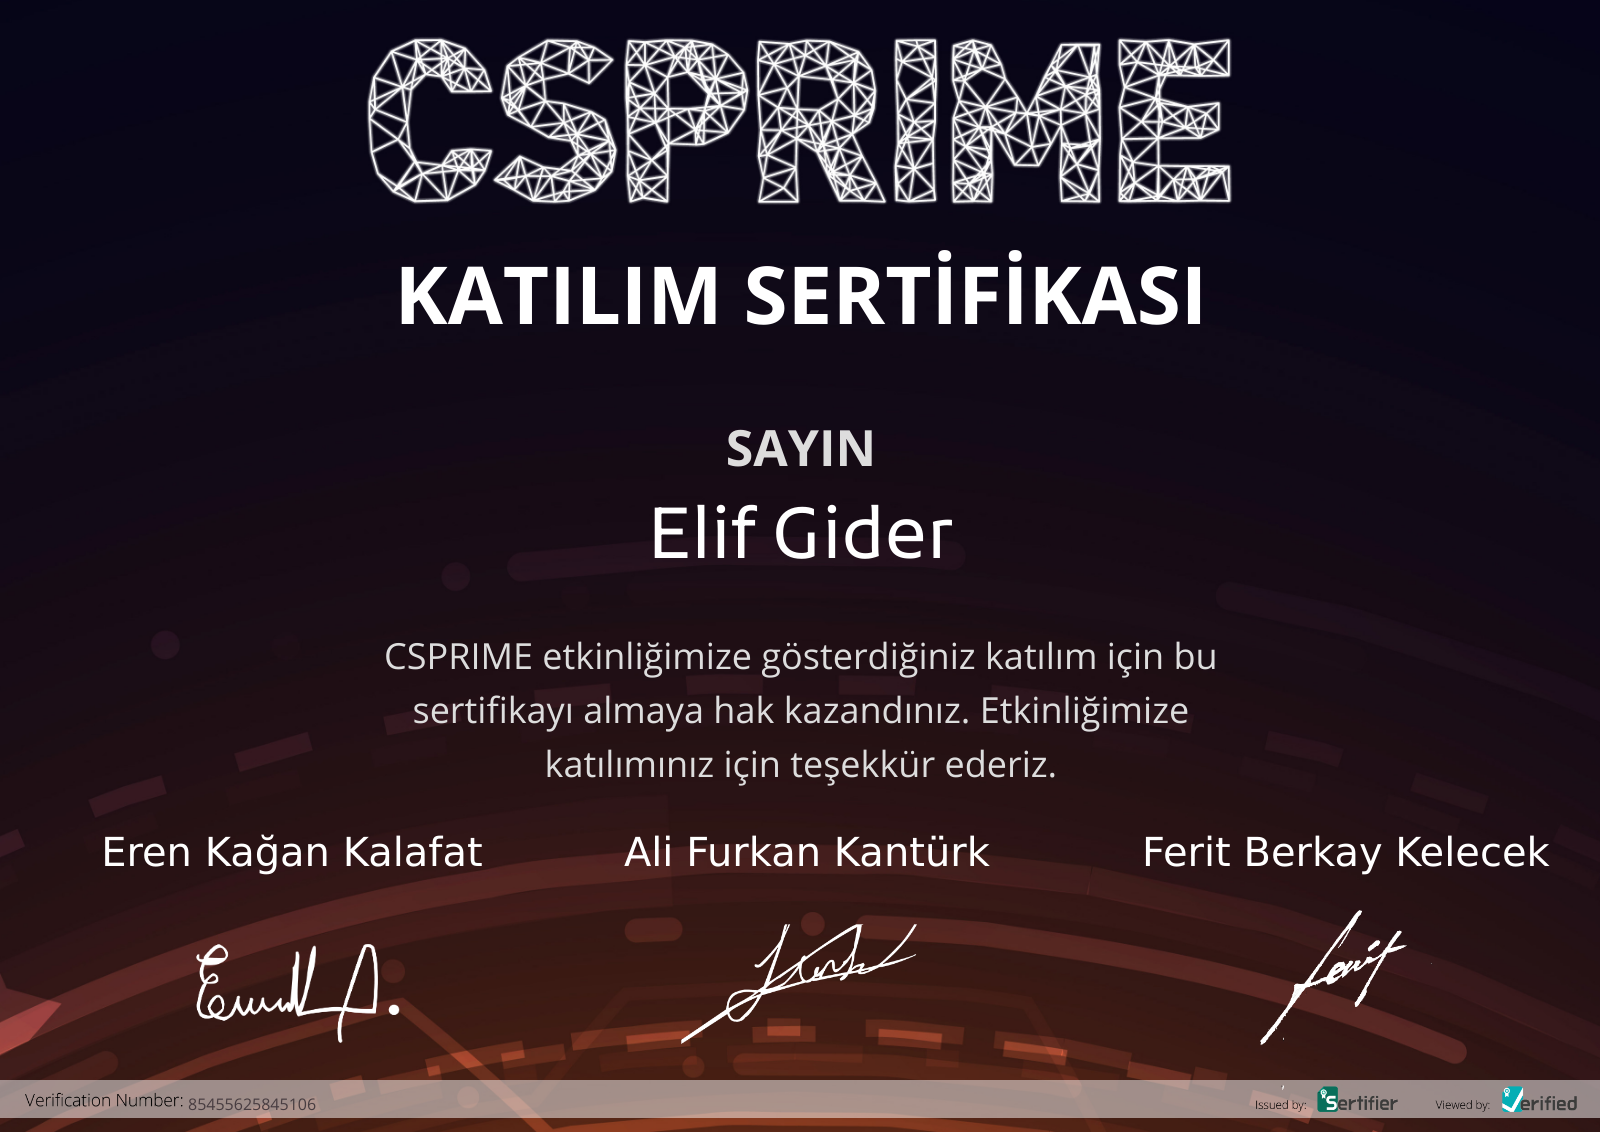 CSPRIME
KATILIM SERTİFİKASI
SAYIN
Elif Gider
CSPRIME etkinliğimize gösterdiğiniz katılım için bu
sertifikayı almaya hak kazandınız. Etkinliğimize
katılımınız için teşekkür ederiz.
Eren Kağan Kalafat
Ali Furkan Kantürk
Ferit Berkay Kelecek
Verification Number: 85455625845106
Issued by: Sertifier
Viewed by: Verified